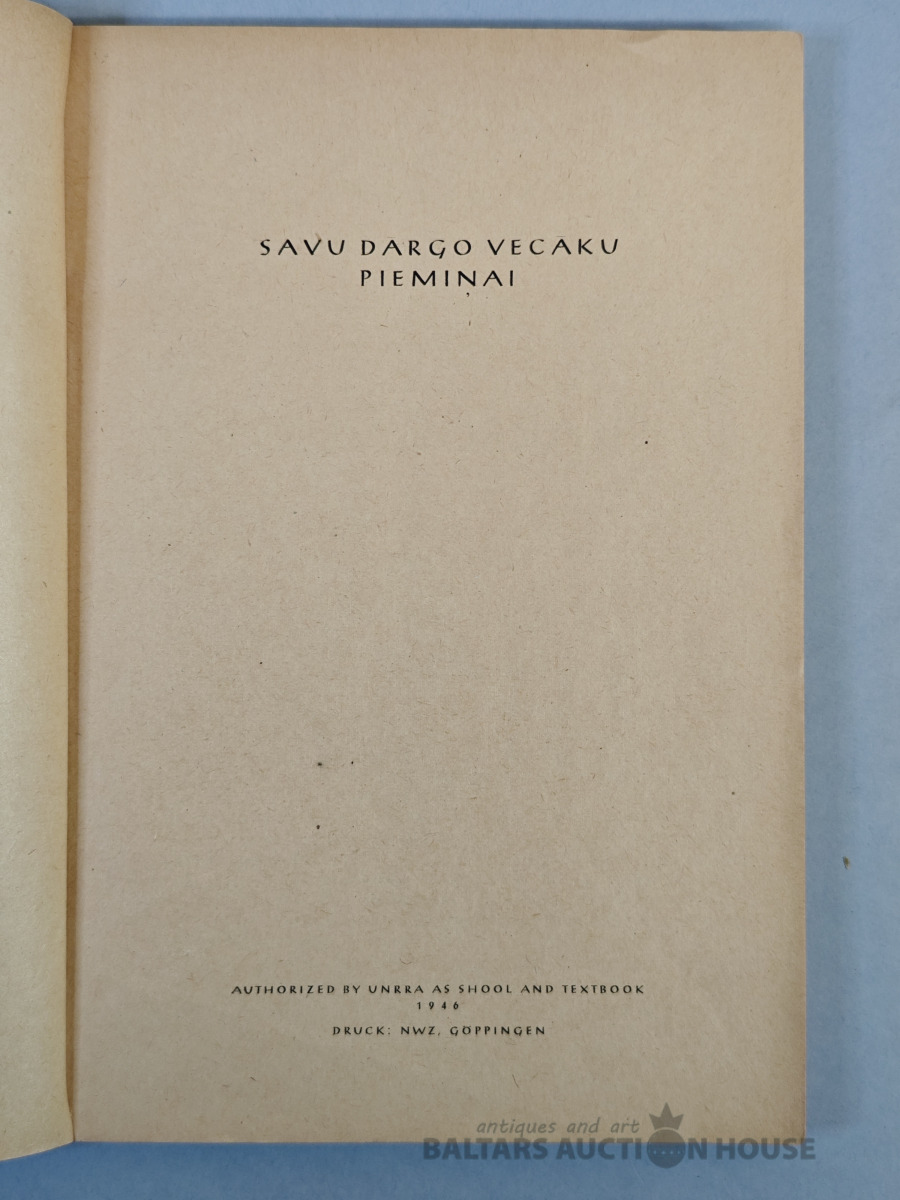 SAVU DĀRGO VECĀKU
PIEMIŅAI
AUTHORIZED BY UNRRA AS SHOOL AND TEXTBOOK
1946
DRUCK: NWZ, GÖPPINGEN
antiques and art
BALTARS AUCTION HOUSE